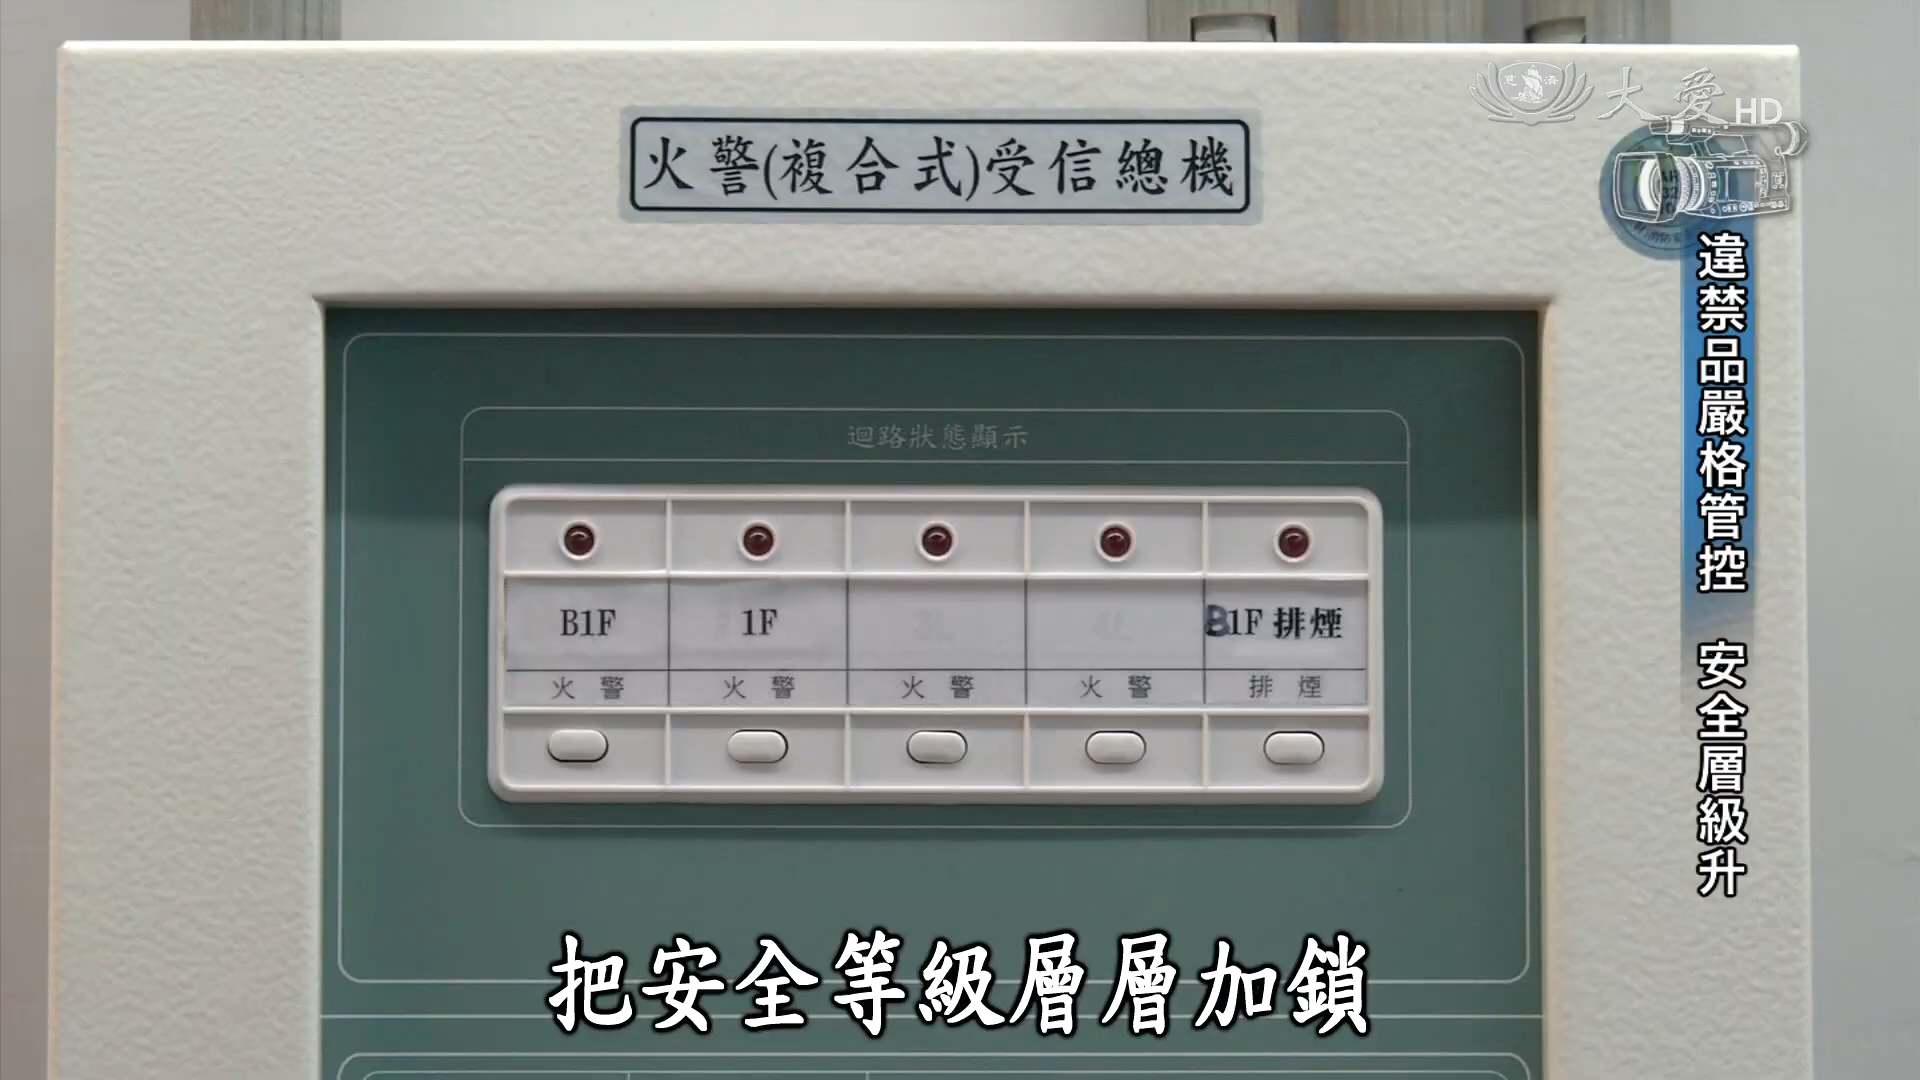 大愛HD
火警(複合式)受信總機
違禁品嚴格管控 安全層級升
迴路狀態顯示
B1F 1F B1F 排煙
火警 火警 火警 火警 排煙
把安全等級層層加鎖